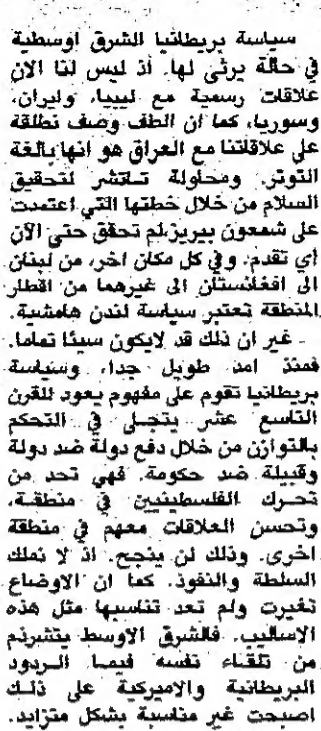 سياسة بريطانيا الشرق اوسطية
في حالة يرثى لها. اذ ليس لنا الآن
علاقات رسمية مع ليبيا، وايران،
وسوريا، كما ان الطف وصف نطلقه
على علاقاتنا مع العراق هو انها بالغة
التوتر. ومحاولة تاتشر لتحقيق
السلام من خلال خطتها التي اعتمدت
على شمعون بيريز لم تحقق حتى الآن
أي تقدم. وفي كل مكان اخر، من لبنان
الى افغانستان الى غيرهما من اقطار
المنطقة تعتبر سياسة لندن هامشية.
غير ان ذلك قد لايكون سيئا تماما.
فمنذ امد طويل جدا، وسياسة
بريطانيا تقوم على مفهوم يعود للقرن
التاسع عشر يتجلى في التحكم
بالتوازن من خلال دفع دولة ضد دولة
وقبيلة ضد حكومة. فهي تحد من
تحرك الفلسطينيين في منطقة،
وتحسن العلاقات معهم في منطقة
اخرى. وذلك لن ينجح. اذ لا نملك
السلطة والنفوذ. كما ان الاوضاع
تغيرت ولم تعد تناسبها مثل هذه
الاساليب. فالشرق الاوسط يتشرذم
من تلقاء نفسه فيما الردود
البريطانية والاميركية على ذلك
اصبحت غير مناسبة بشكل متزايد.